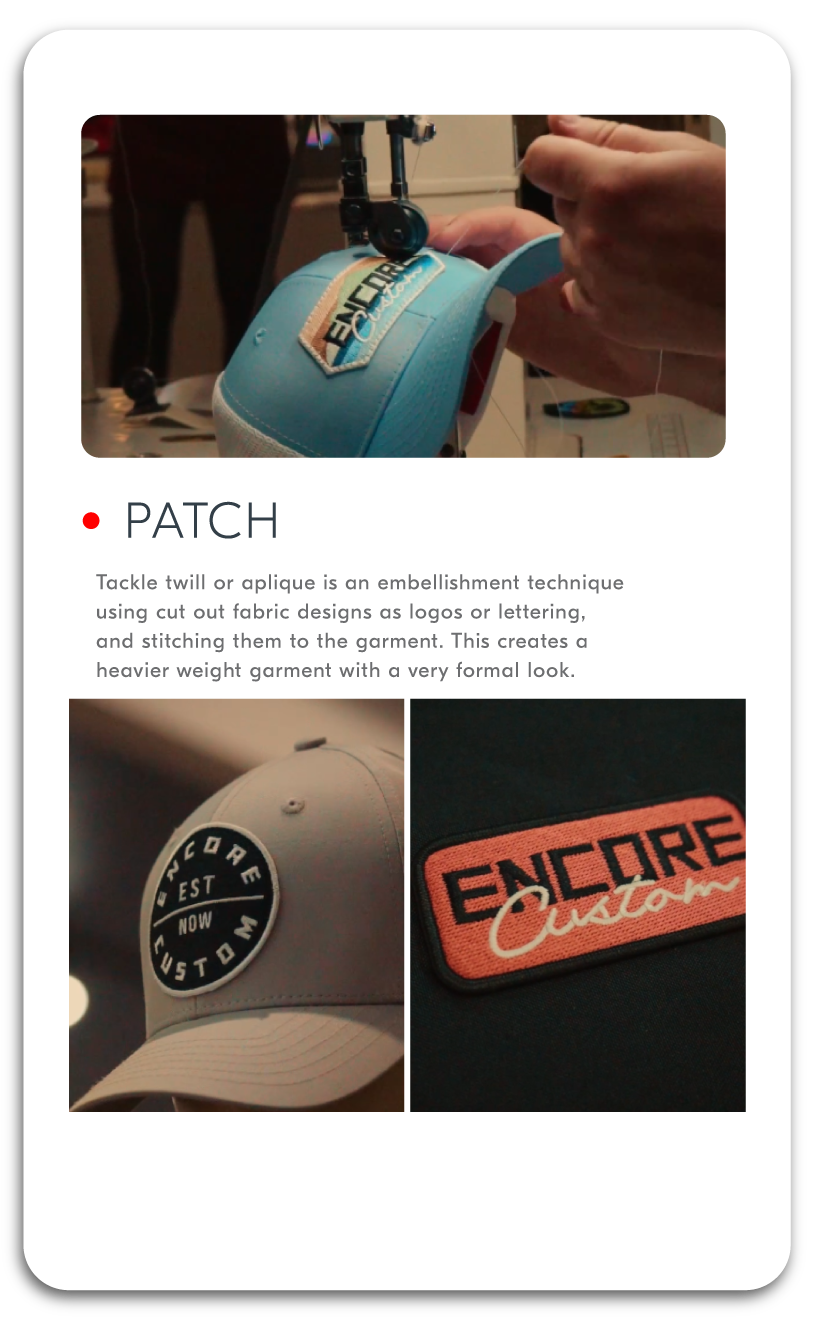 ENCORE
Custom
PATCH
Tackle twill or aplique is an embellishment technique
using cut out fabric designs as logos or lettering,
and stitching them to the garment. This creates a
heavier weight garment with a very formal look.
ENCORE
EST
NOW
CUSTOM
ENCORE
Custom